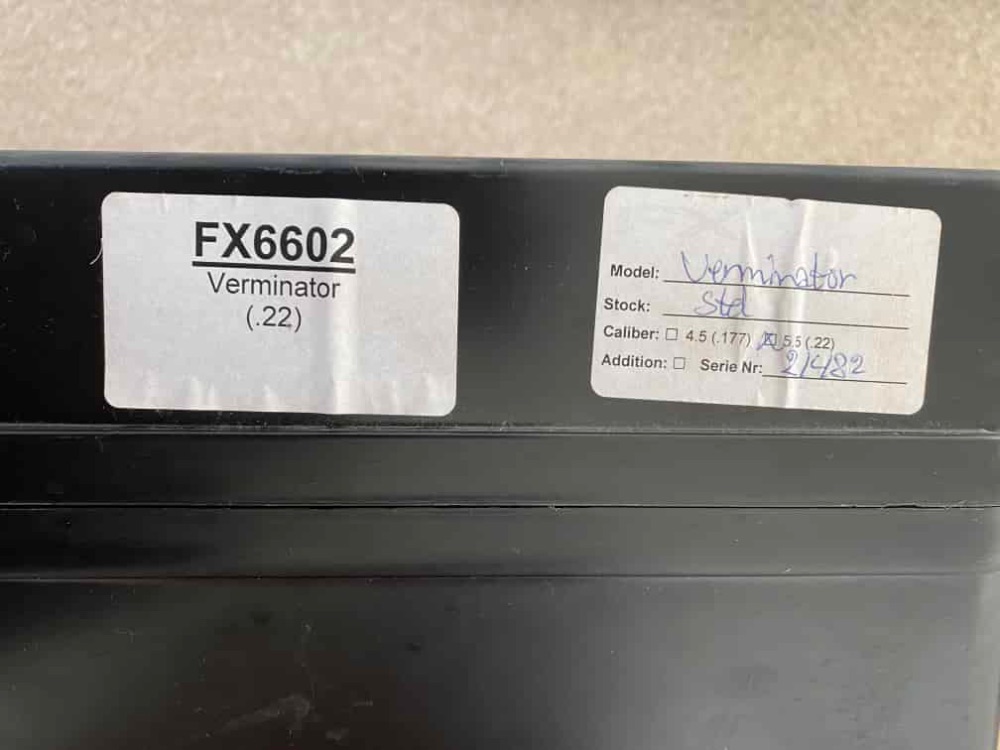 FX6602
Verminator
(.22)
Model: Verminator
Stock: Std
Caliber: ☐ 4.5 (.177) ☒ 5.5 (.22)
Addition: ☐ Serie Nr: 21482